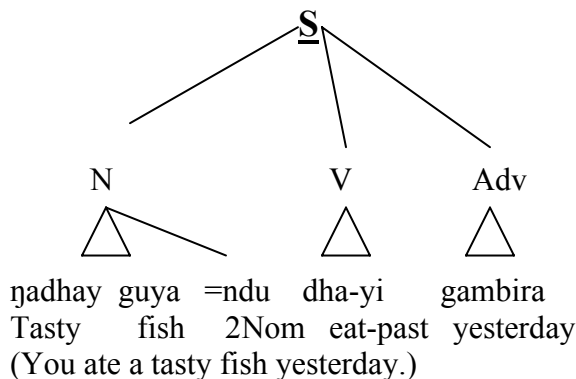 S
N V Adv
ŋadhay guya =ndu dha-yi gambira
Tasty fish 2Nom eat-past yesterday
(You ate a tasty fish yesterday.)